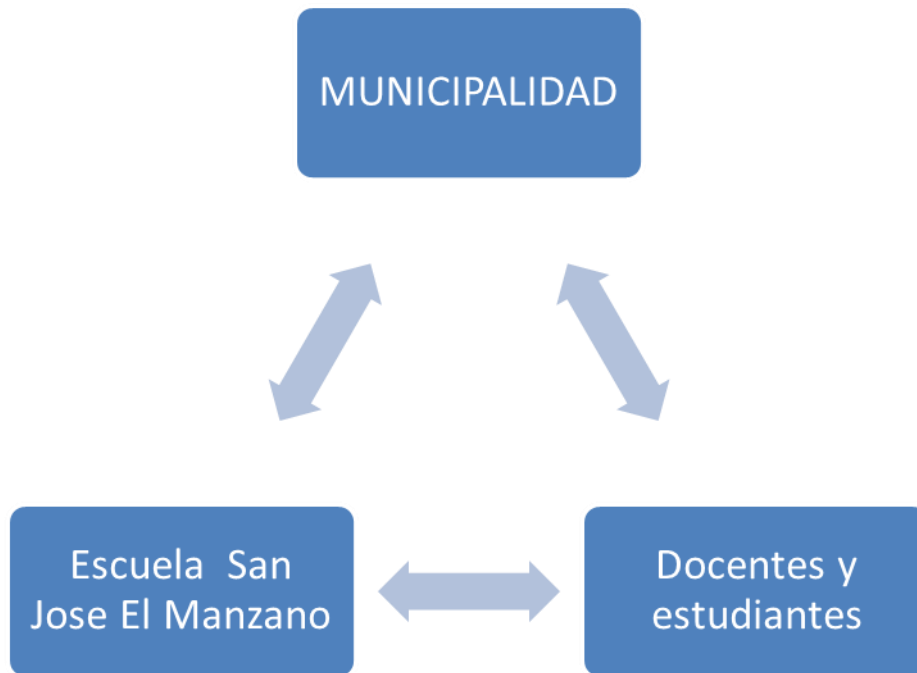 MUNICIPALIDAD
Escuela San
Jose El Manzano
Docentes y
estudiantes